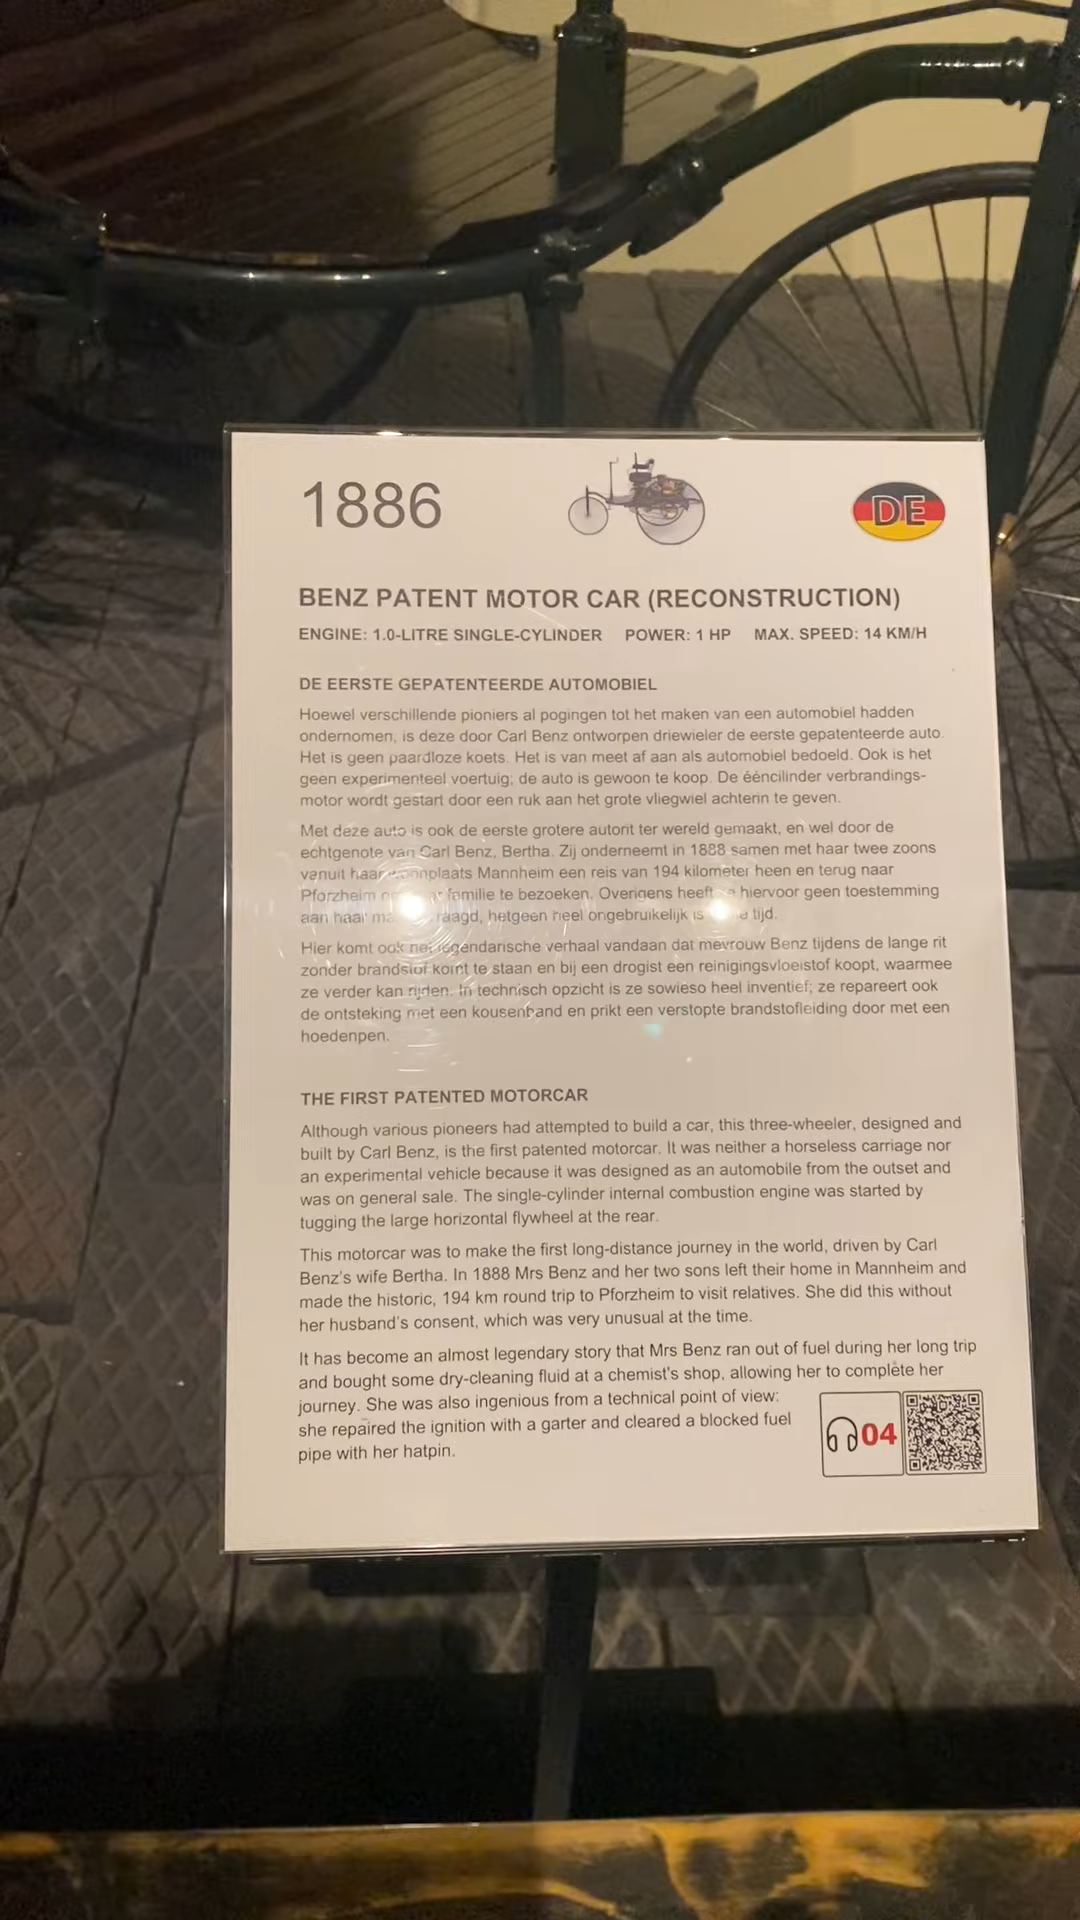 1886
DE
BENZ PATENT MOTOR CAR (RECONSTRUCTION)
ENGINE: 1.0-LITRE SINGLE-CYLINDER POWER: 1 HP MAX. SPEED: 14 KM/H
DE EERSTE GEPATENTEERDE AUTOMOBIEL
Hoewel verschillende pioniers al pogingen tot het maken van een automobiel hadden
ondernomen, is deze door Carl Benz ontworpen driewieler de eerste gepatenteerde auto.
Het is geen paardloze koets. Het is van meet af aan als automobiel bedoeld. Ook is het
geen experimenteel voertuig; de auto is gewoon te koop. De ééncilinder verbrandings-
motor wordt gestart door een ruk aan het grote vliegwiel achterin te geven.
Met deze auto is ook de eerste grotere autorit ter wereld gemaakt, en wel door de
echtgenote van Carl Benz, Bertha. Zij onderneemt in 1888 samen met haar twee zoons
vanuit haar woonplaats Mannheim een reis van 194 kilometer heen en terug naar
Pforzheim familie te bezoeken. Overigens heeft hiervoor geen toestemming
aan haar hetgeen heel ongebruikelijk is tijd.
Hier komt ook het legendarische verhaal vandaan dat mevrouw Benz tijdens de lange rit
zonder brandstof komt te staan en bij een drogist een reinigingsvloeistof koopt, waarmee
ze verder kan rijden. In technisch opzicht is ze sowieso heel inventief; ze repareert ook
de ontsteking met een kousenband en prikt een verstopte brandstofleiding door met een
hoedenpen.
THE FIRST PATENTED MOTORCAR
Although various pioneers had attempted to build a car, this three-wheeler, designed and
built by Carl Benz, is the first patented motorcar. It was neither a horseless carriage nor
an experimental vehicle because it was designed as an automobile from the outset and
was on general sale. The single-cylinder internal combustion engine was started by
tugging the large horizontal flywheel at the rear.
This motorcar was to make the first long-distance journey in the world, driven by Carl
Benz's wife Bertha. In 1888 Mrs Benz and her two sons left their home in Mannheim and
made the historic, 194 km round trip to Pforzheim to visit relatives. She did this without
her husband's consent, which was very unusual at the time.
It has become an almost legendary story that Mrs Benz ran out of fuel during her long trip
and bought some dry-cleaning fluid at a chemist's shop, allowing her to complete her
journey. She was also ingenious from a technical point of view:
she repaired the ignition with a garter and cleared a blocked fuel
pipe with her hatpin.
04